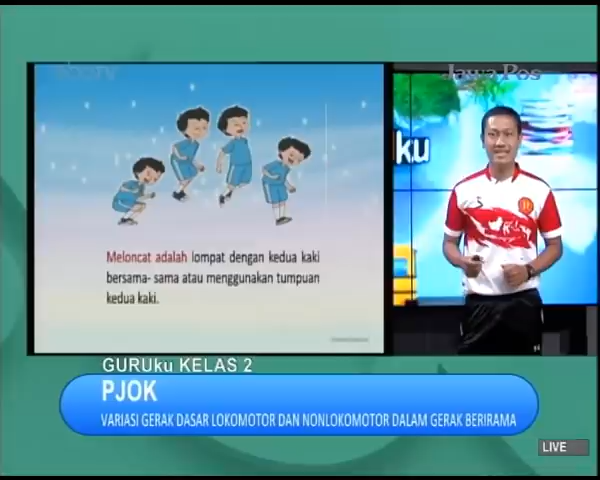 Jawa Pos
ku
Meloncat adalah lompat dengan kedua kaki
bersama- sama atau menggunakan tumpuan
kedua kaki.
GURUku KELAS 2
PJOK
VARIASI GERAK DASAR LOKOMOTOR DAN NONLOKOMOTOR DALAM GERAK BERIRAMA
LIVE